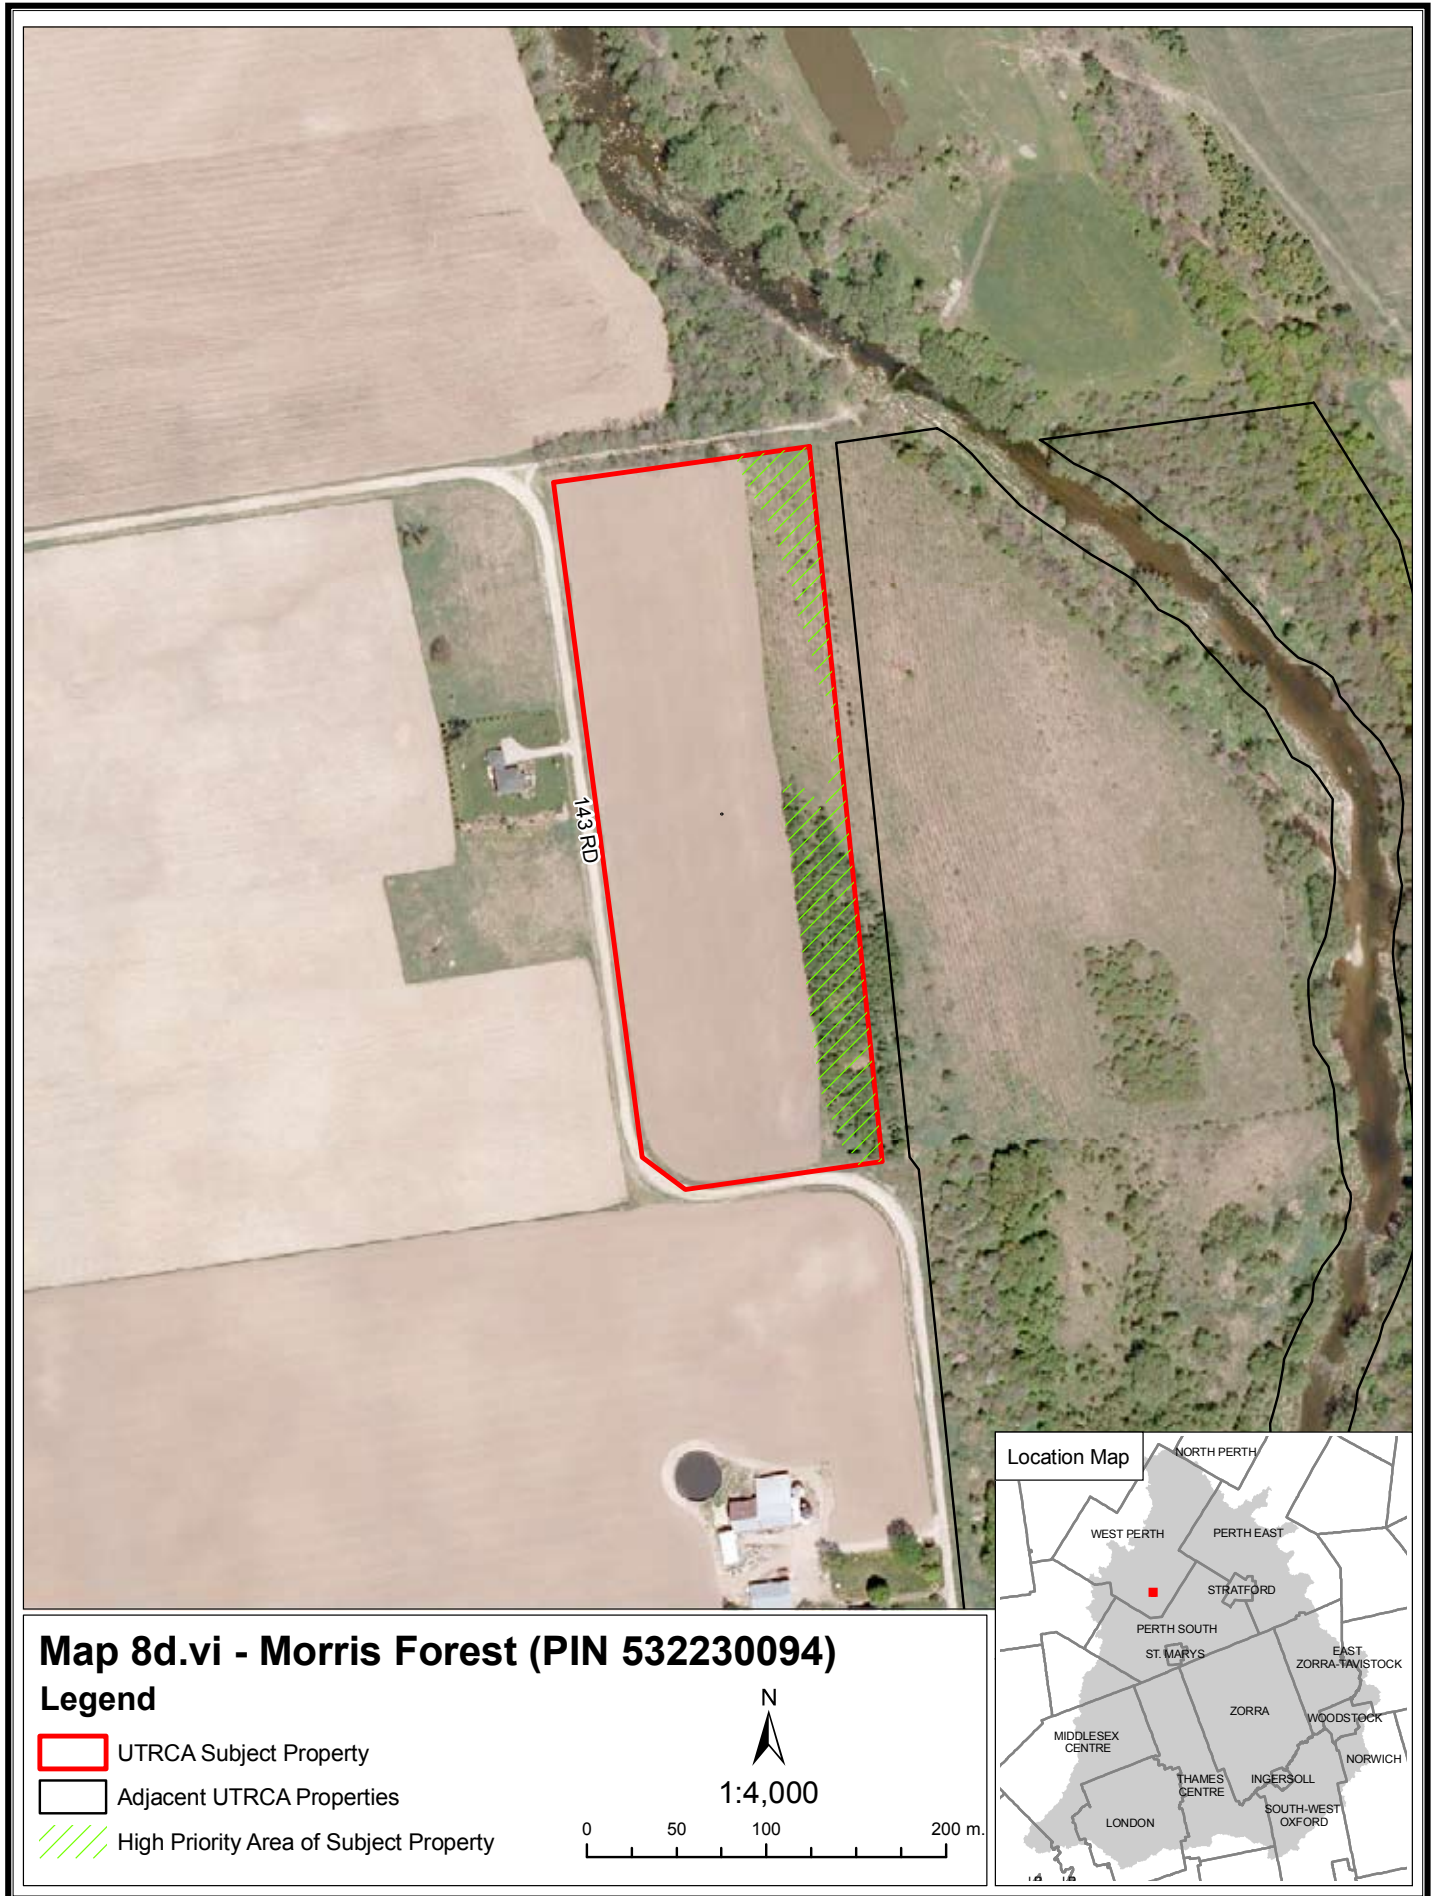 143 RD
Location Map
NORTH PERTH
WEST PERTH
PERTH EAST
STRATFORD
PERTH SOUTH
ST. MARYS
EAST
ZORRA-TAVISTOCK
ZORRA
WOODSTOCK
MIDDLESEX
CENTRE
NORWICH
THAMES
CENTRE
INGERSOLL
SOUTH-WEST
OXFORD
LONDON
Map 8d.vi - Morris Forest (PIN 532230094)
Legend
UTRCA Subject Property
Adjacent UTRCA Properties
High Priority Area of Subject Property
N
1:4,000
0 50 100 200 m.